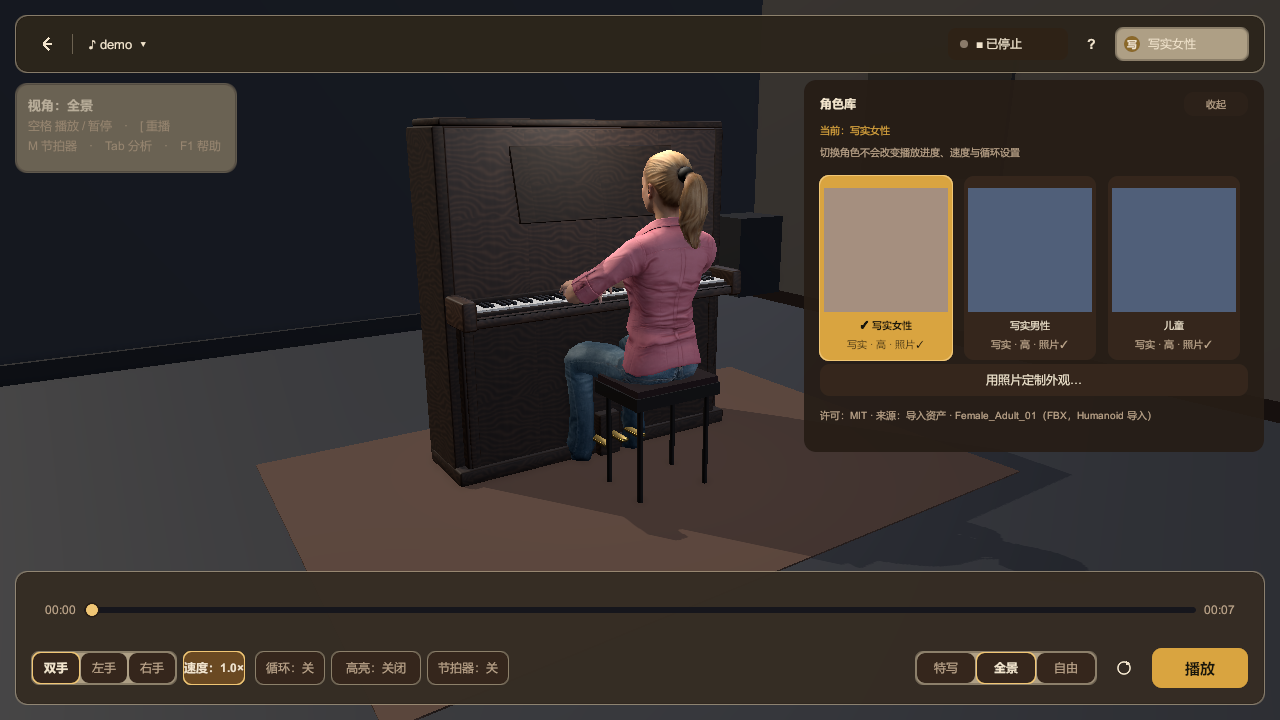 ♪ demo ▼
■ 已停止
?
写 写实女性
视角：全景
空格 播放 / 暂停 · [ 重播
M 节拍器 · Tab 分析 · F1 帮助
角色库
收起
当前：写实女性
切换角色不会改变播放进度、速度与循环设置
✓ 写实女性
写实 · 高 · 照片✓
写实男性
写实 · 高 · 照片✓
儿童
写实 · 高 · 照片✓
用照片定制外观…
许可：MIT · 来源：导入资产 · Female_Adult_01（FBX，Humanoid 导入）
00:00
00:07
双手
左手
右手
速度：1.0×
循环：关
高亮：关闭
节拍器：关
特写
全景
自由
播放